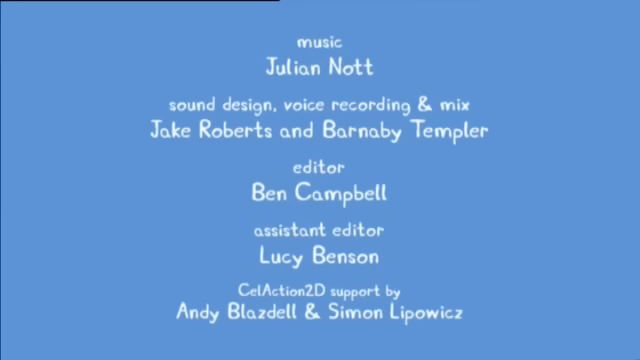 music
Julian Nott
sound design, voice recording & mix
Jake Roberts and Barnaby Templer
editor
Ben Campbell
assistant editor
Lucy Benson
CelAction2D support by
Andy Blazdell & Simon Lipowicz